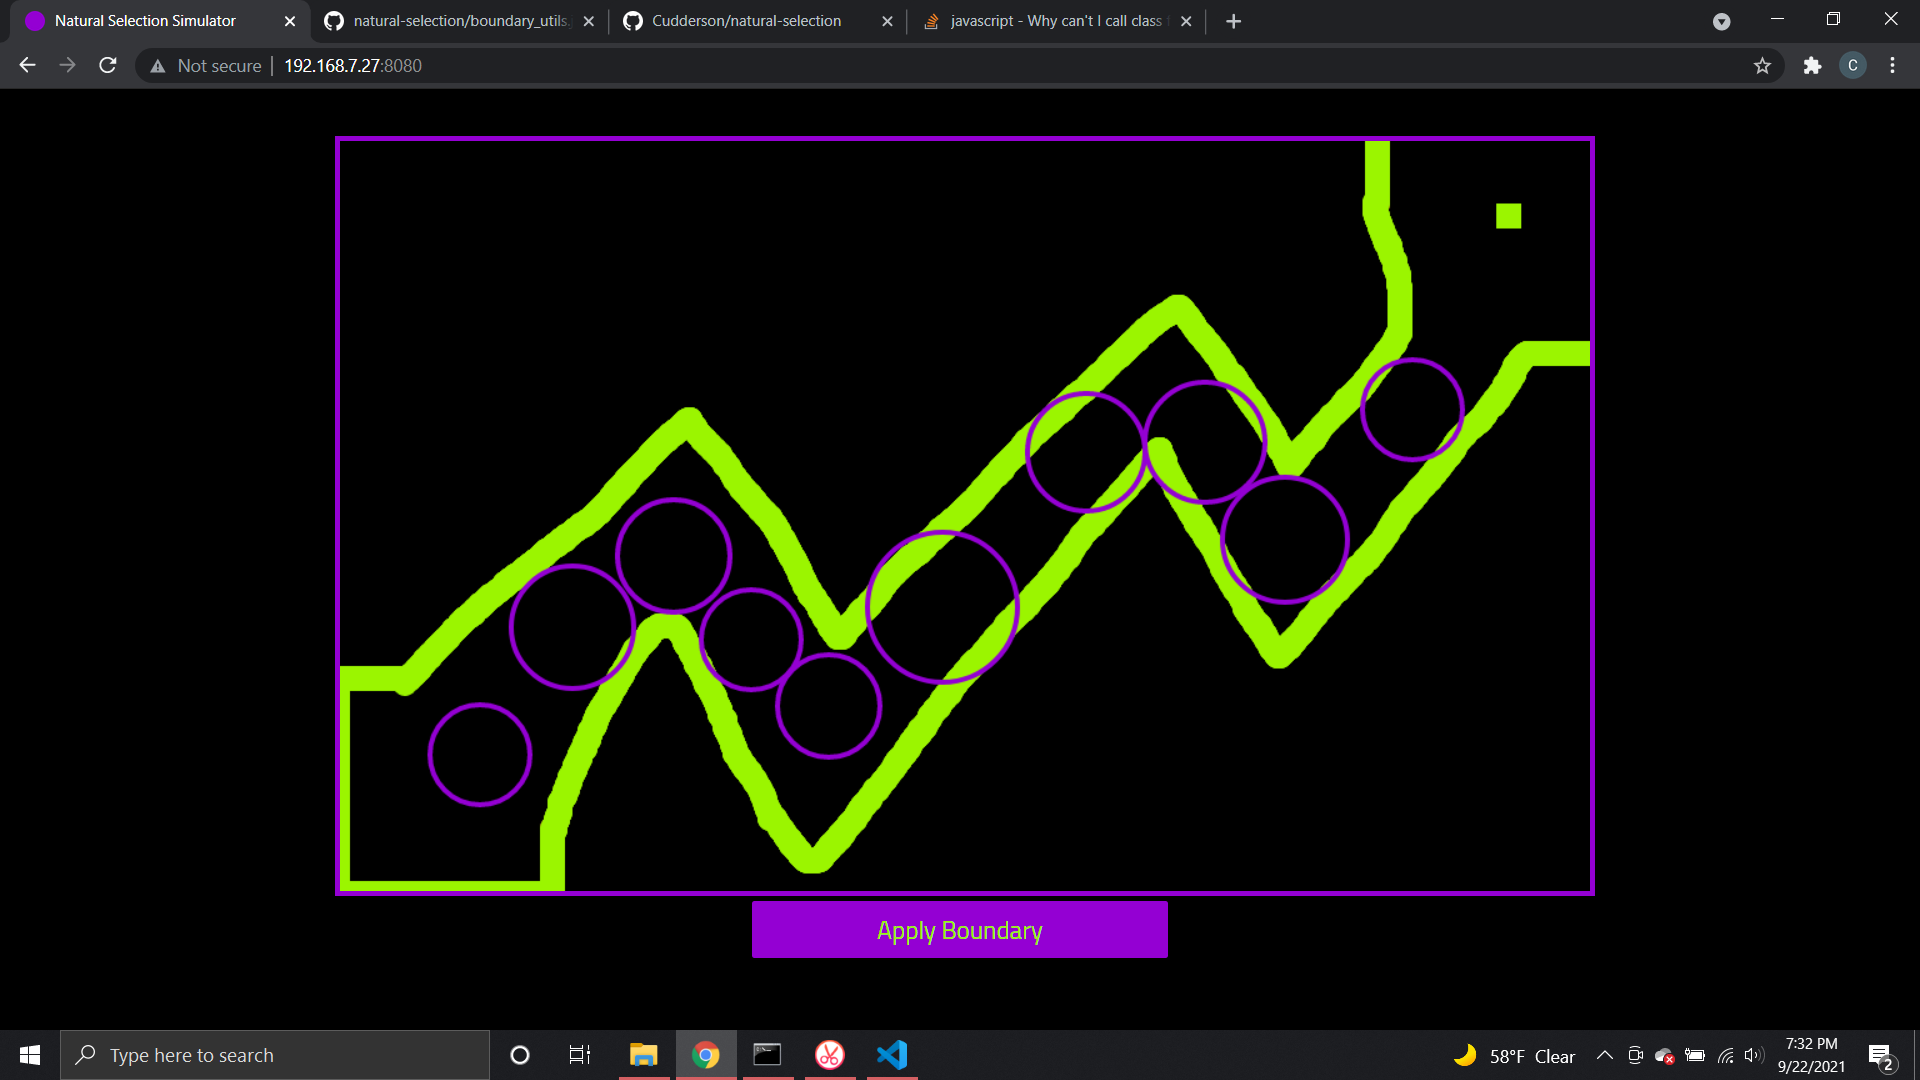 Natural Selection Simulator
natural-selection/boundary_utils.
Cudderson/natural-selection
javascript - Why can't I call class
Not secure | 192.168.7.27:8080
C
Apply Boundary
Type here to search
58°F Clear
7:32 PM
9/22/2021
2